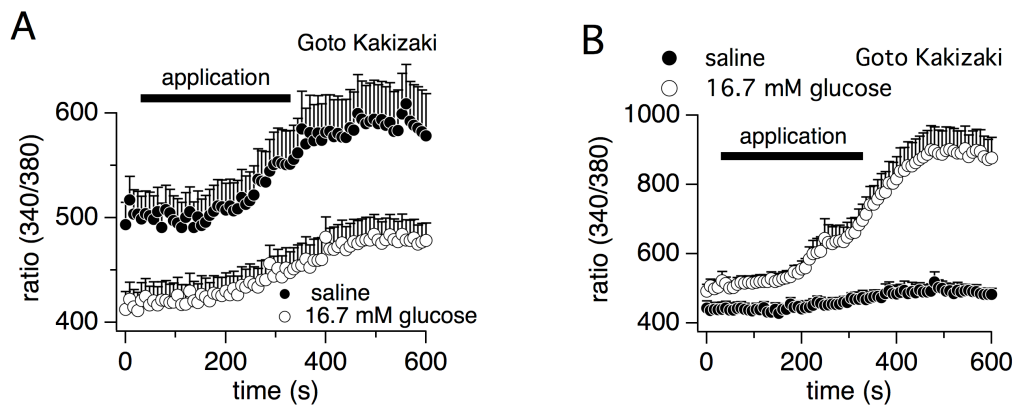 A
Goto Kakizaki
application
600
500
400
ratio (340/380)
saline
16.7 mM glucose
0
200
400
600
time (s)
B
saline
Goto Kakizaki
16.7 mM glucose
1000
application
800
600
400
ratio (340/380)
0
200
400
600
time (s)